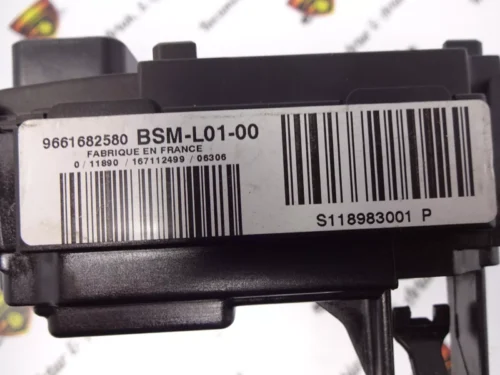 9661682580 BSM-L01-00
FABRIQUE EN FRANCE
0 / 11890 / 167112499 / 06306
S118983001 P